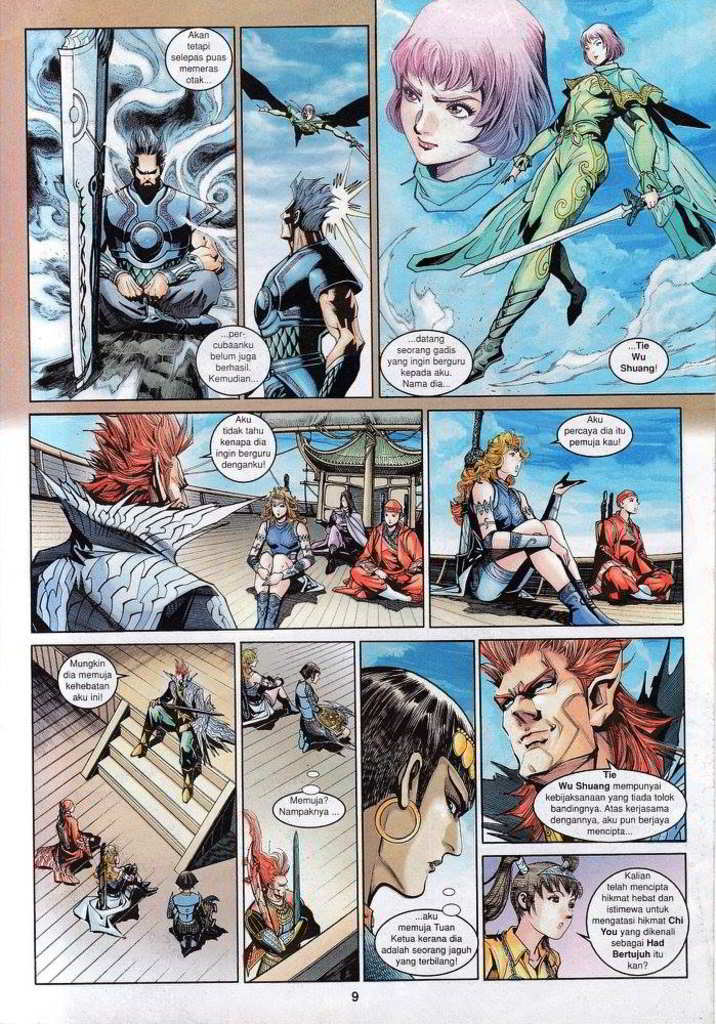 Akan
tetapi
selepas puas
memeras
otak...
...per-
cubaanku
belum juga
berhasil.
Kemudian...
...datang
seorang gadis
yang ingin berguru
kepada aku.
Nama dia...
...Tie
Wu
Shuang!
Aku
tidak tahu
kenapa dia
ingin berguru
denganku!
Aku
percaya dia itu
pemuja kau!
Mungkin
dia memuja
kehebatan
aku ini!
Memuja?
Nampaknya ...
...aku
memuja Tuan
Ketua kerana dia
adalah seorang jaguh
yang terbilang!
Tie
Wu Shuang mempunyai
kebijaksanaan yang tiada tolok
bandingnya. Atas kerjasama
dengannya, aku pun berjaya
mencipta...
Kalian
telah mencipta
hikmat hebat dan
istimewa untuk
mengatasi hikmat Chi
You yang dikenali
sebagai Had
Bertujuh itu
kan?
9